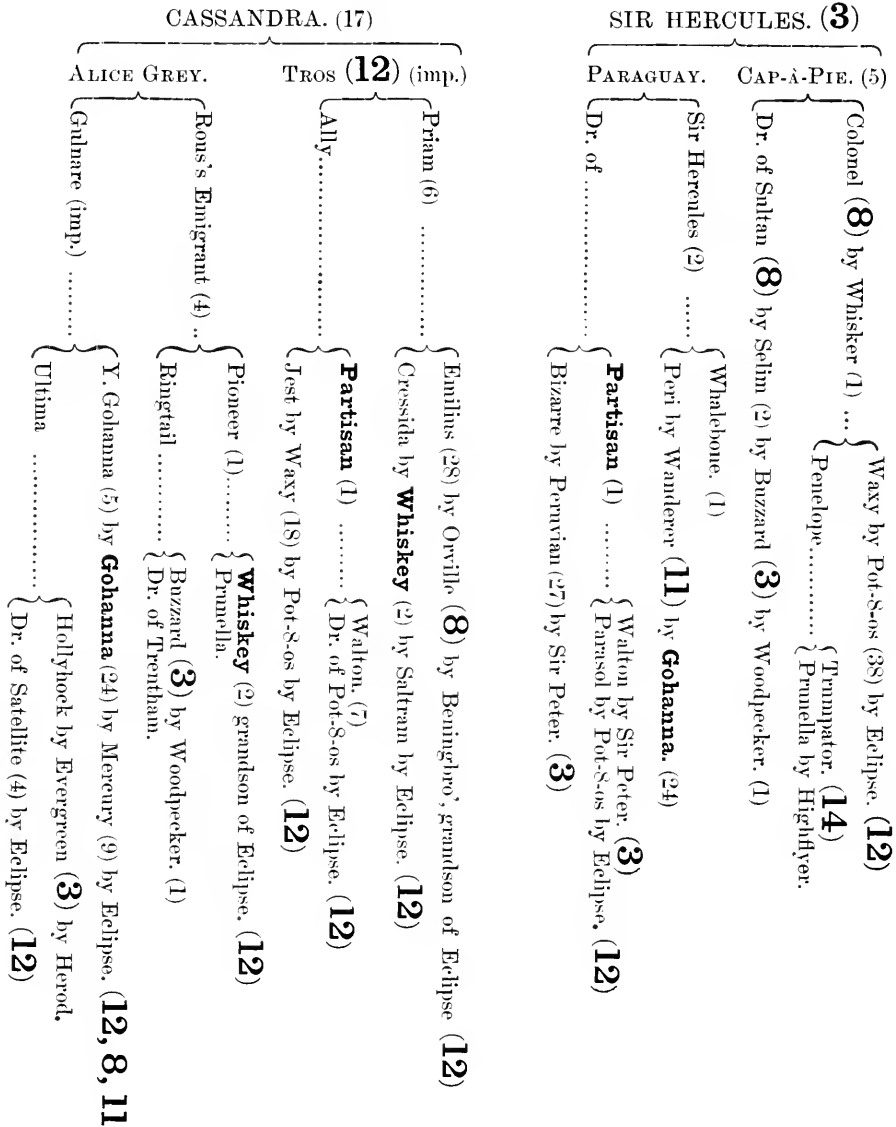 SIR HERCULES. (3)
CAP-À-PIE. (5)
Colonel (8) by Whisker (1) ...
Waxy by Pot-8-os (38) by Eclipse. (12)
Penelope............
Trumpator. (14)
Prunella by Highflyer.
Dr. of Sultan (8) by Selim (2) by Buzzard (3) by Woodpecker. (1)
PARAGUAY.
Sir Hercules (2) ......
Whalebone. (1)
Peri by Wanderer (11) by Gohanna. (24)
Dr. of ......................
Partisan (1) .........
Walton by Sir Peter. (3)
Parasol by Pot-8-os by Eclipse. (12)
Bizarre by Peruvian (27) by Sir Peter. (3)
CASSANDRA. (17)
TROS (12) (imp.)
Priam (6) ...............
Emilius (28) by Orville (8) by Beningbro', grandson of Eclipse (12)
Cressida by Whiskey (2) by Saltram by Eclipse. (12)
Ally.........................
Partisan (1) .........
Walton. (7)
Dr. of Pot-8-os by Eclipse. (12)
Jest by Waxy (18) by Pot-8-os by Eclipse. (12)
ALICE GREY.
Rous's Emigrant (4) ..
Pioneer (1).........
Whiskey (2) grandson of Eclipse. (12)
Prunella.
Ringtail ............
Buzzard (3) by Woodpecker. (1)
Dr. of Trentham.
Gulnare (imp.) ........
Y. Gohanna (5) by Gohanna (24) by Mercury (9) by Eclipse. (12, 8, 11
Ultima ..................
Hollyhock by Evergreen (3) by Herod.
Dr. of Satellite (4) by Eclipse. (12)